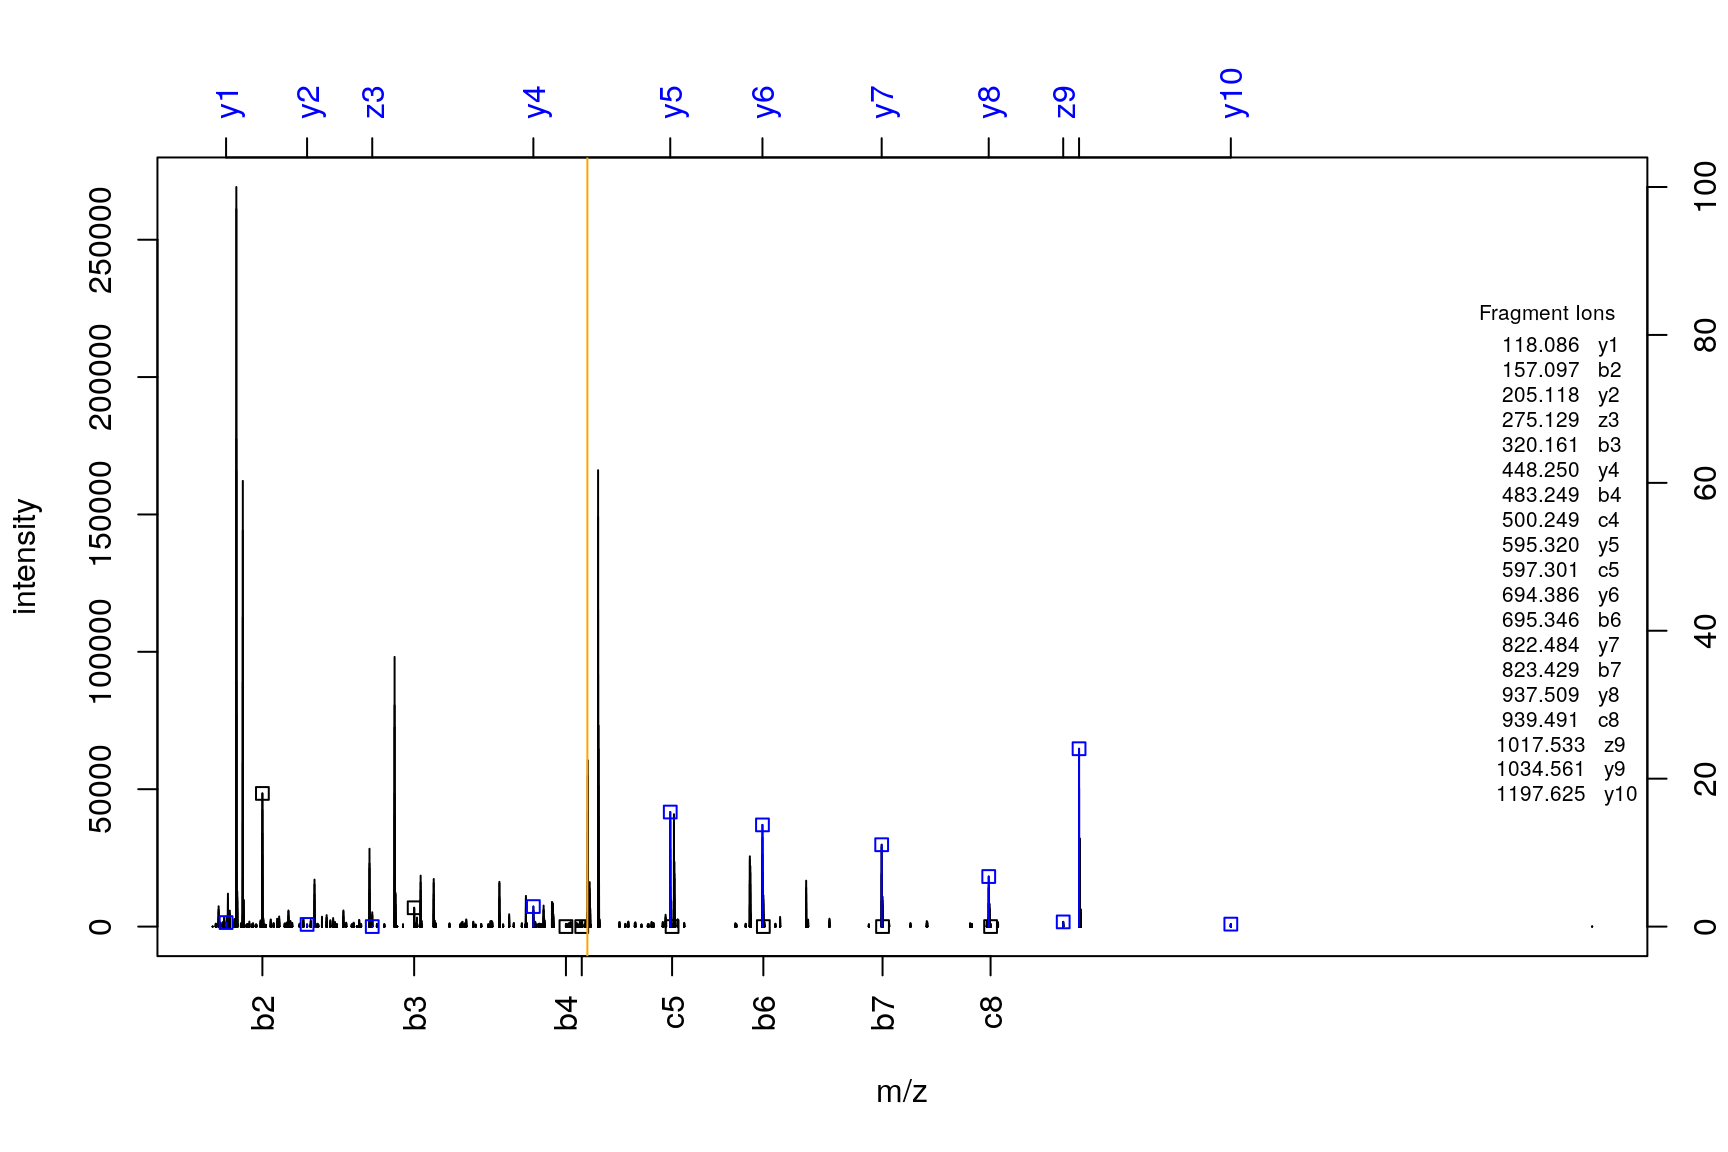 y1 y2 z3 y4 y5 y6 y7 y8 z9 y10
intensity
0 50000 100000 150000 200000 250000
0 20 40 60 80 100
Fragment Ions
118.086 y1
157.097 b2
205.118 y2
275.129 z3
320.161 b3
448.250 y4
483.249 b4
500.249 c4
595.320 y5
597.301 c5
694.386 y6
695.346 b6
822.484 y7
823.429 b7
937.509 y8
939.491 c8
1017.533 z9
1034.561 y9
1197.625 y10
b2 b3 b4 c5 b6 b7 c8
m/z